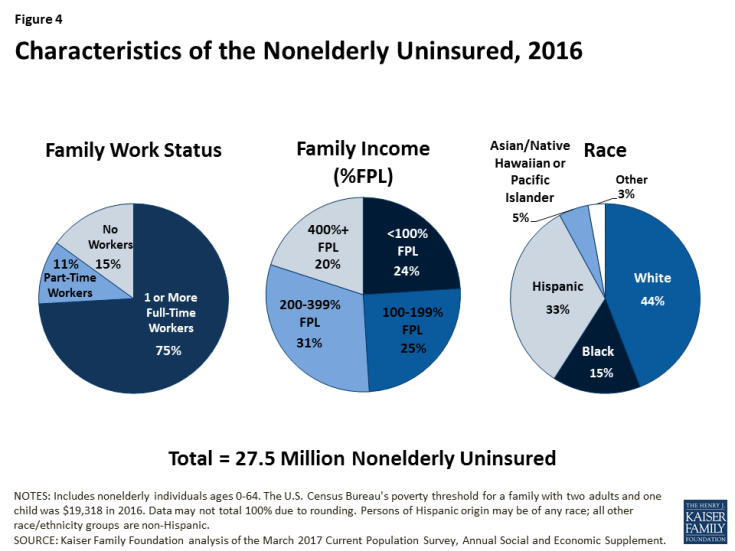 Figure 4
Characteristics of the Nonelderly Uninsured, 2016
Family Work Status
No
Workers
15%
11%
Part-Time
Workers
1 or More
Full-Time
Workers
75%
Family Income
(%FPL)
400%+
FPL
20%
<100%
FPL
24%
200-399%
FPL
31%
100-199%
FPL
25%
Race
Asian/Native
Hawaiian or
Pacific
Islander
5%
Other
3%
Hispanic
33%
White
44%
Black
15%
Total = 27.5 Million Nonelderly Uninsured
NOTES: Includes nonelderly individuals ages 0-64. The U.S. Census Bureau's poverty threshold for a family with two adults and one
child was $19,318 in 2016. Data may not total 100% due to rounding. Persons of Hispanic origin may be of any race; all other
race/ethnicity groups are non-Hispanic.
SOURCE: Kaiser Family Foundation analysis of the March 2017 Current Population Survey, Annual Social and Economic Supplement.
THE HENRY J.
KAISER
FAMILY
FOUNDATION